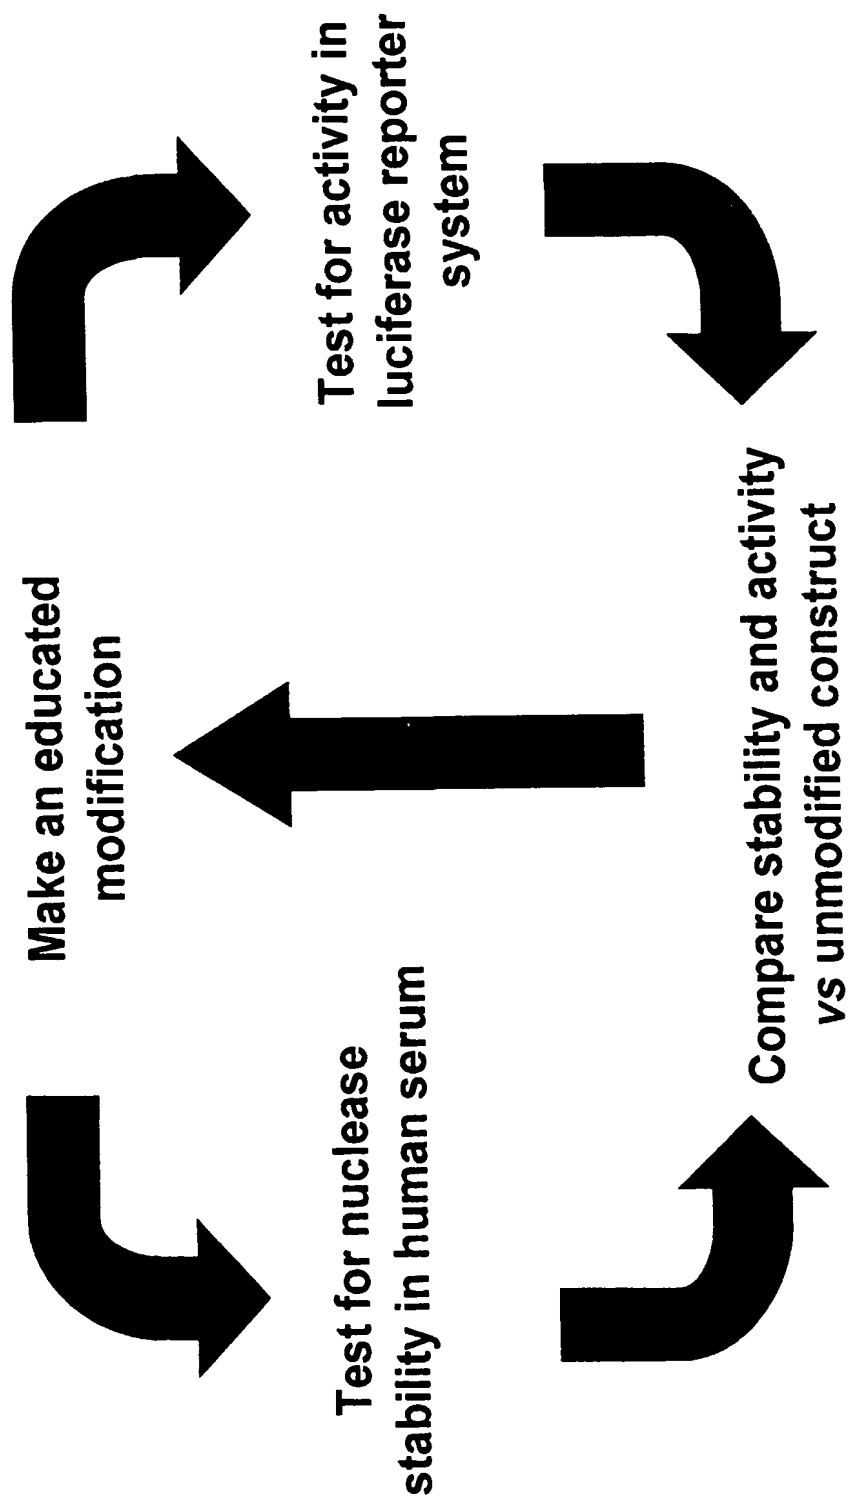 Make an educated
modification
Test for nuclease
stability in human serum
Test for activity in
luciferase reporter
system
Compare stability and activity
vs unmodified construct